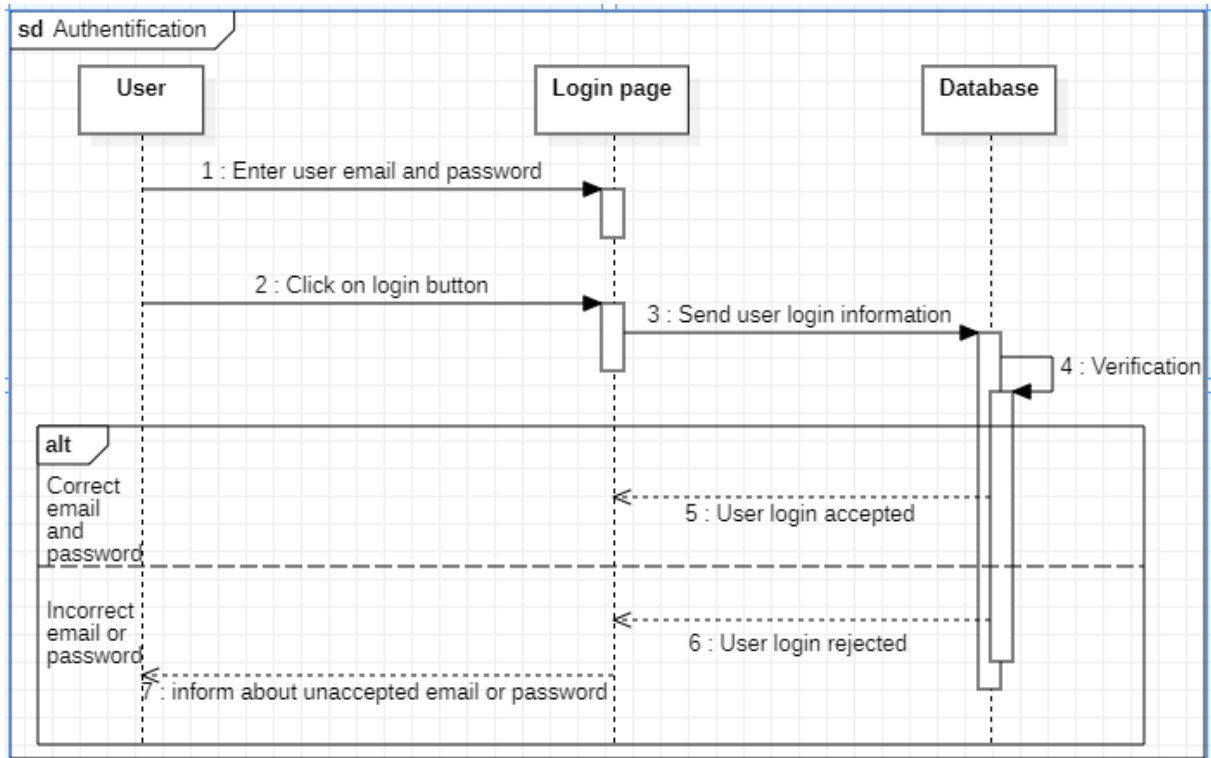 sd Authentification
User
Login page
Database
1 : Enter user email and password
2 : Click on login button
3 : Send user login information
4 : Verification
alt
Correct
email
and
password
5 : User login accepted
Incorrect
email or
password
6 : User login rejected
7 : inform about unaccepted email or password